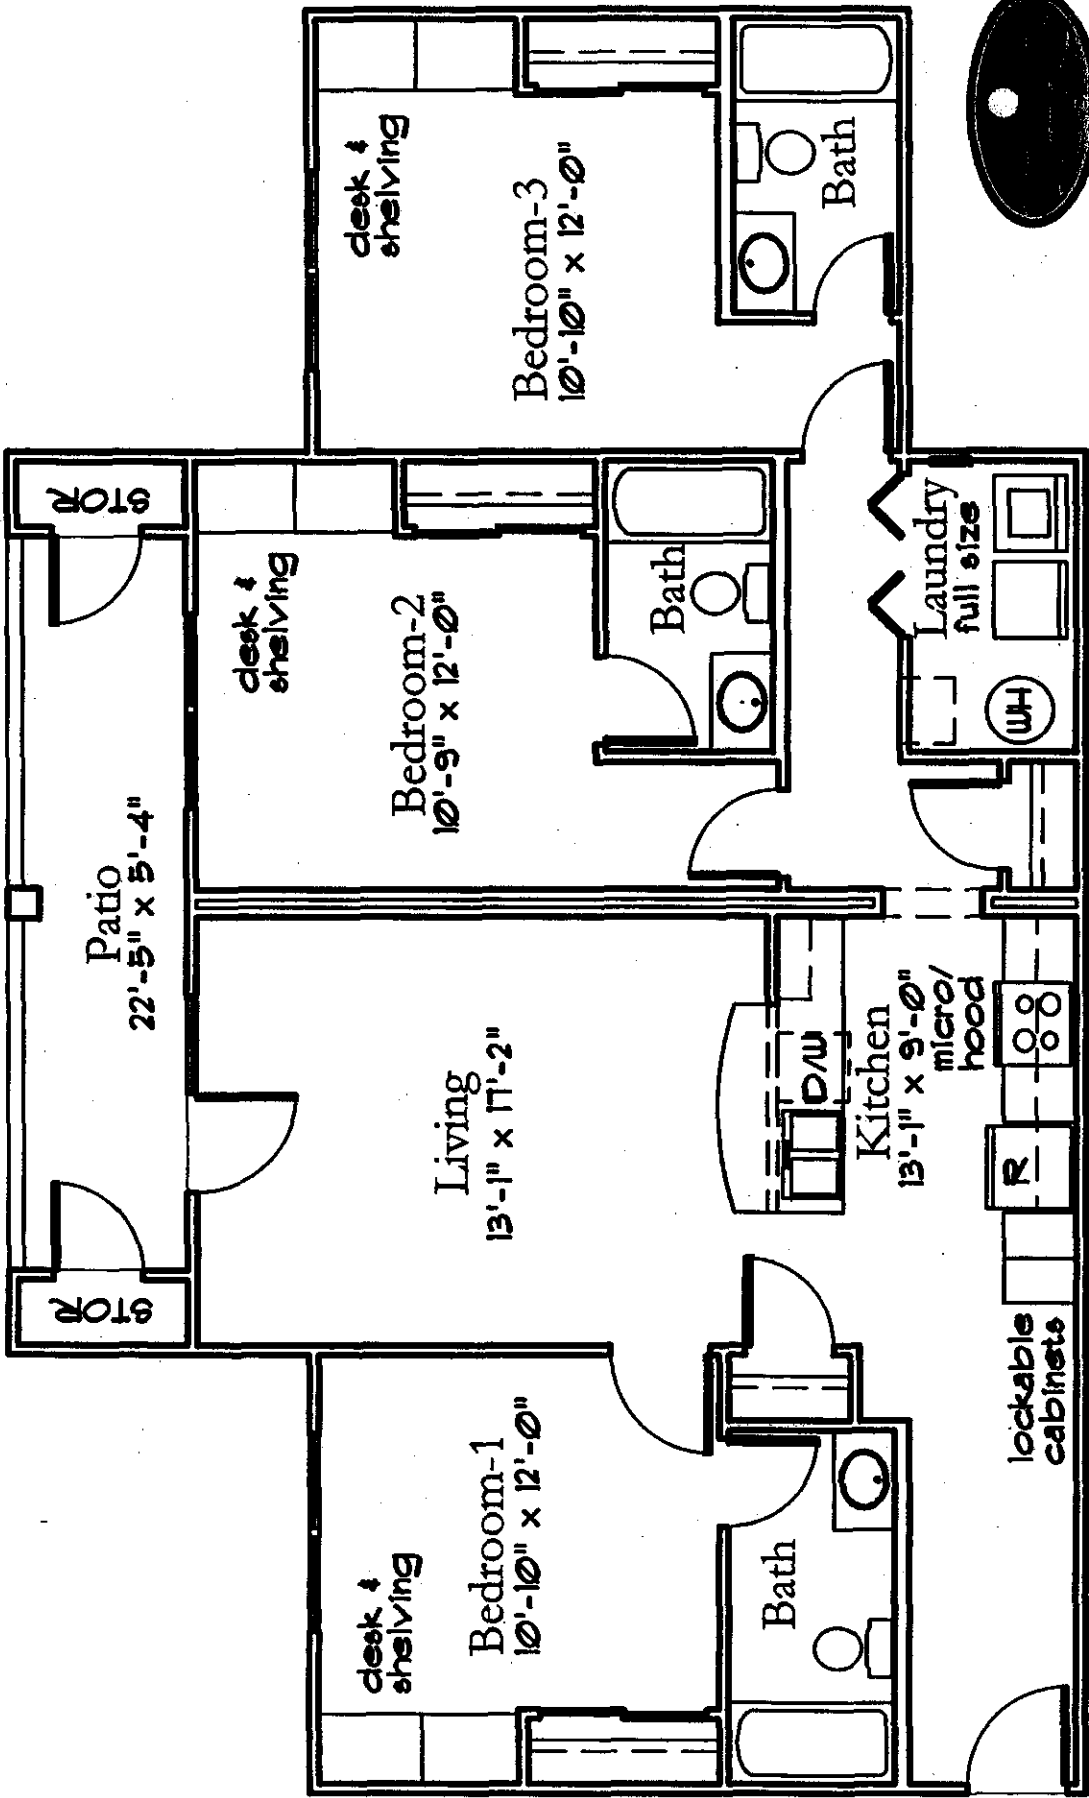 STOR
Patio
22'-5" x 5'-4"
STOR
desk &
shelving
Bedroom-1
10'-10" x 12'-0"
Living
13'-1" x 17'-2"
desk &
shelving
Bedroom-2
10'-9" x 12'-0"
desk &
shelving
Bedroom-3
10'-10" x 12'-0"
Bath
D/W
Kitchen
13'-1" x 9'-0"
micro/
hood
R
lockable
cabinets
Bath
Laundry
full size
WH
Bath